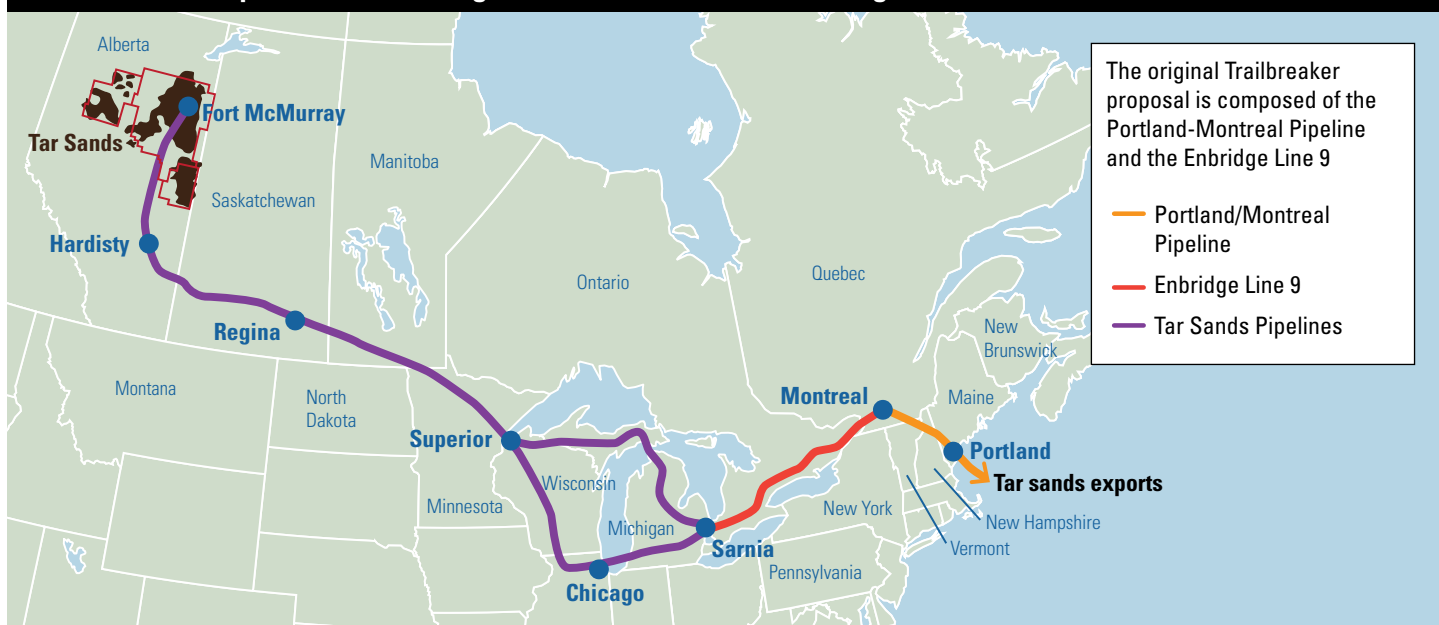 Alberta
Fort McMurray
Tar Sands
Manitoba
Saskatchewan
Hardisty
Ontario
Quebec
Regina
New
Brunswick
Montana
North
Dakota
Montreal
Maine
Superior
Portland
Wisconsin
Tar sands exports
Minnesota
New York
Michigan
New Hampshire
Sarnia
Vermont
Pennsylvania
Chicago
The original Trailbreaker
proposal is composed of the
Portland-Montreal Pipeline
and the Enbridge Line 9
Portland/Montreal
Pipeline
Enbridge Line 9
Tar Sands Pipelines